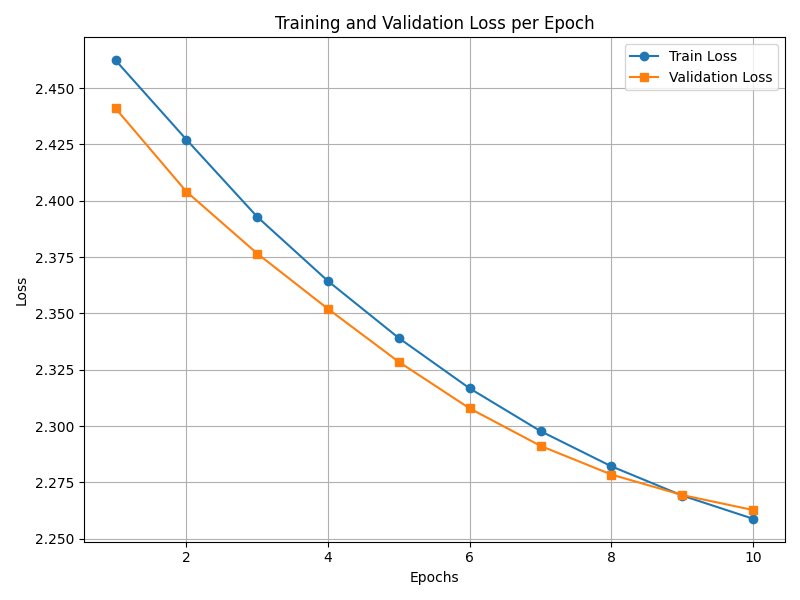 Training and Validation Loss per Epoch
Train Loss
Validation Loss
2.450
2.425
2.400
2.375
2.350
2.325
2.300
2.275
2.250
Loss
2 4 6 8 10
Epochs